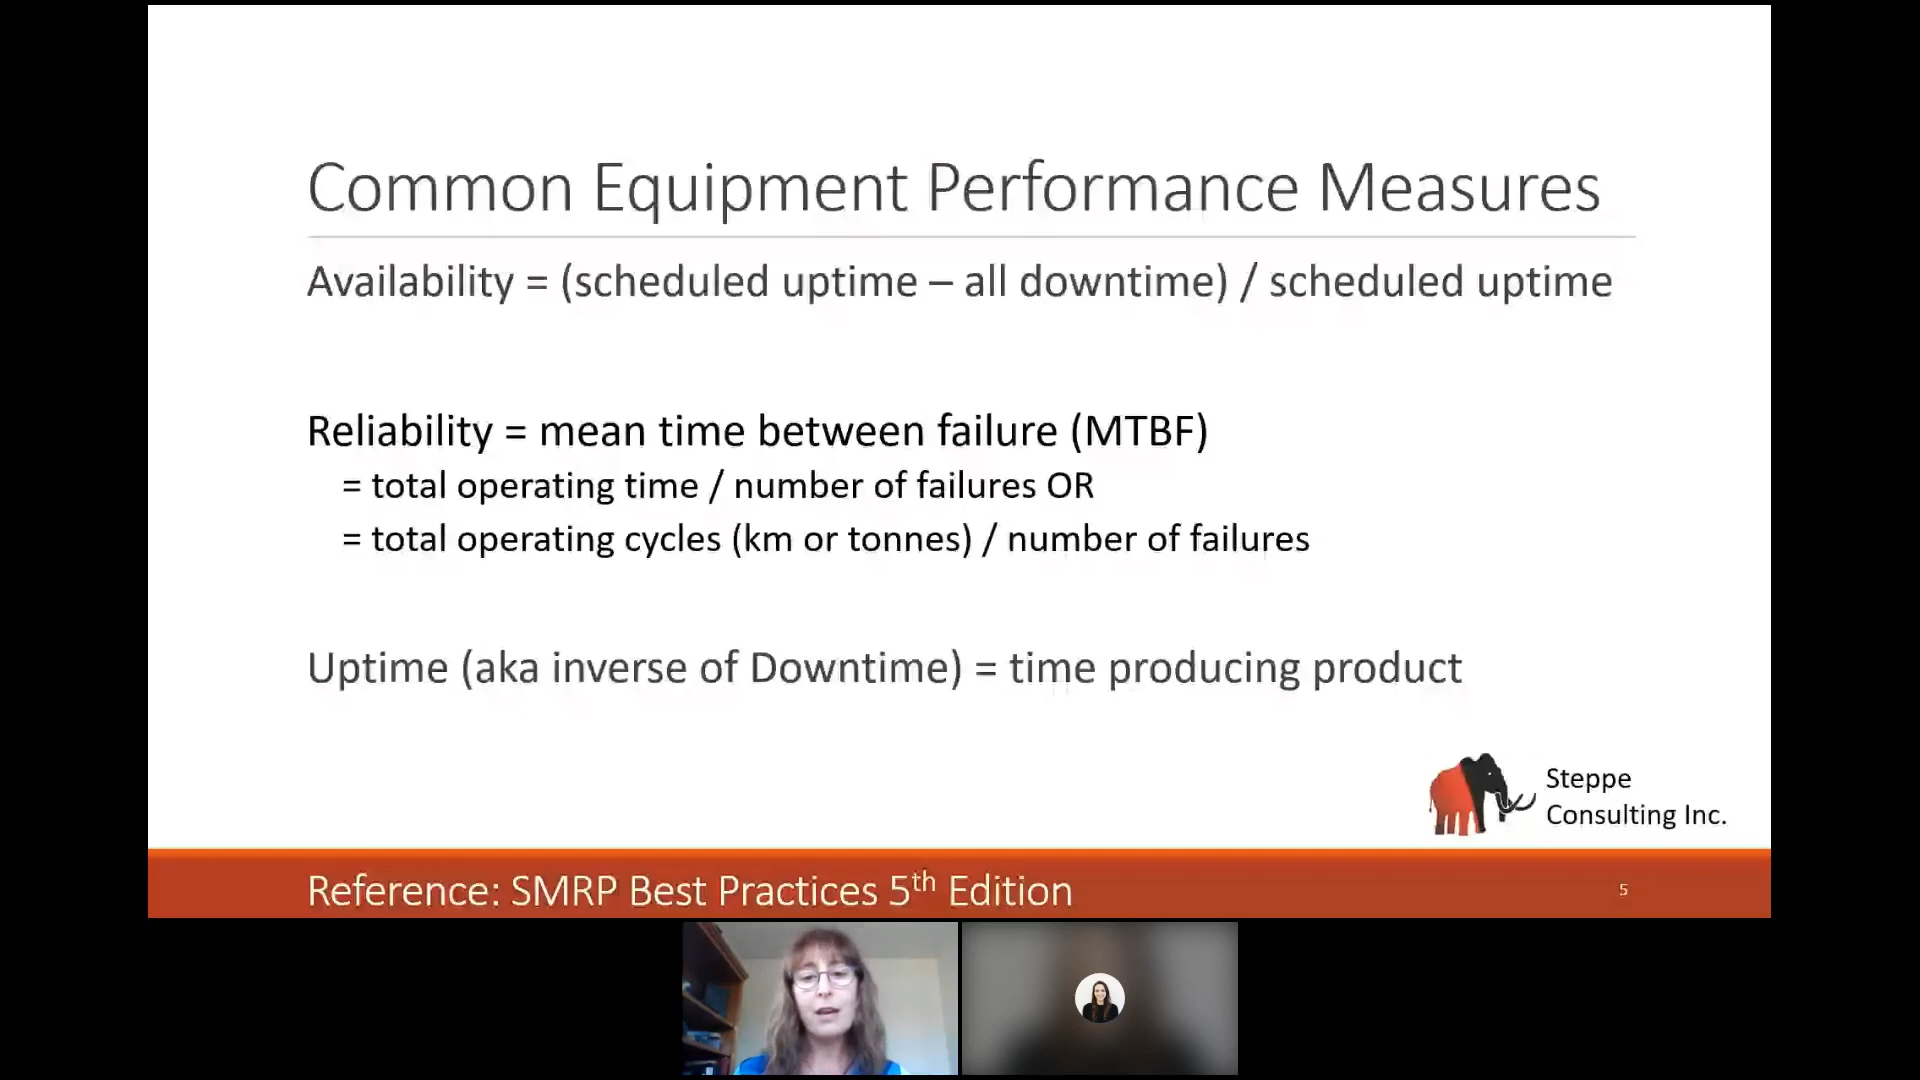 Common Equipment Performance Measures
Availability = (scheduled uptime – all downtime) / scheduled uptime
Reliability = mean time between failure (MTBF)
= total operating time / number of failures OR
= total operating cycles (km or tonnes) / number of failures
Uptime (aka inverse of Downtime) = time producing product
Steppe
Consulting Inc.
Reference: SMRP Best Practices 5th Edition
5